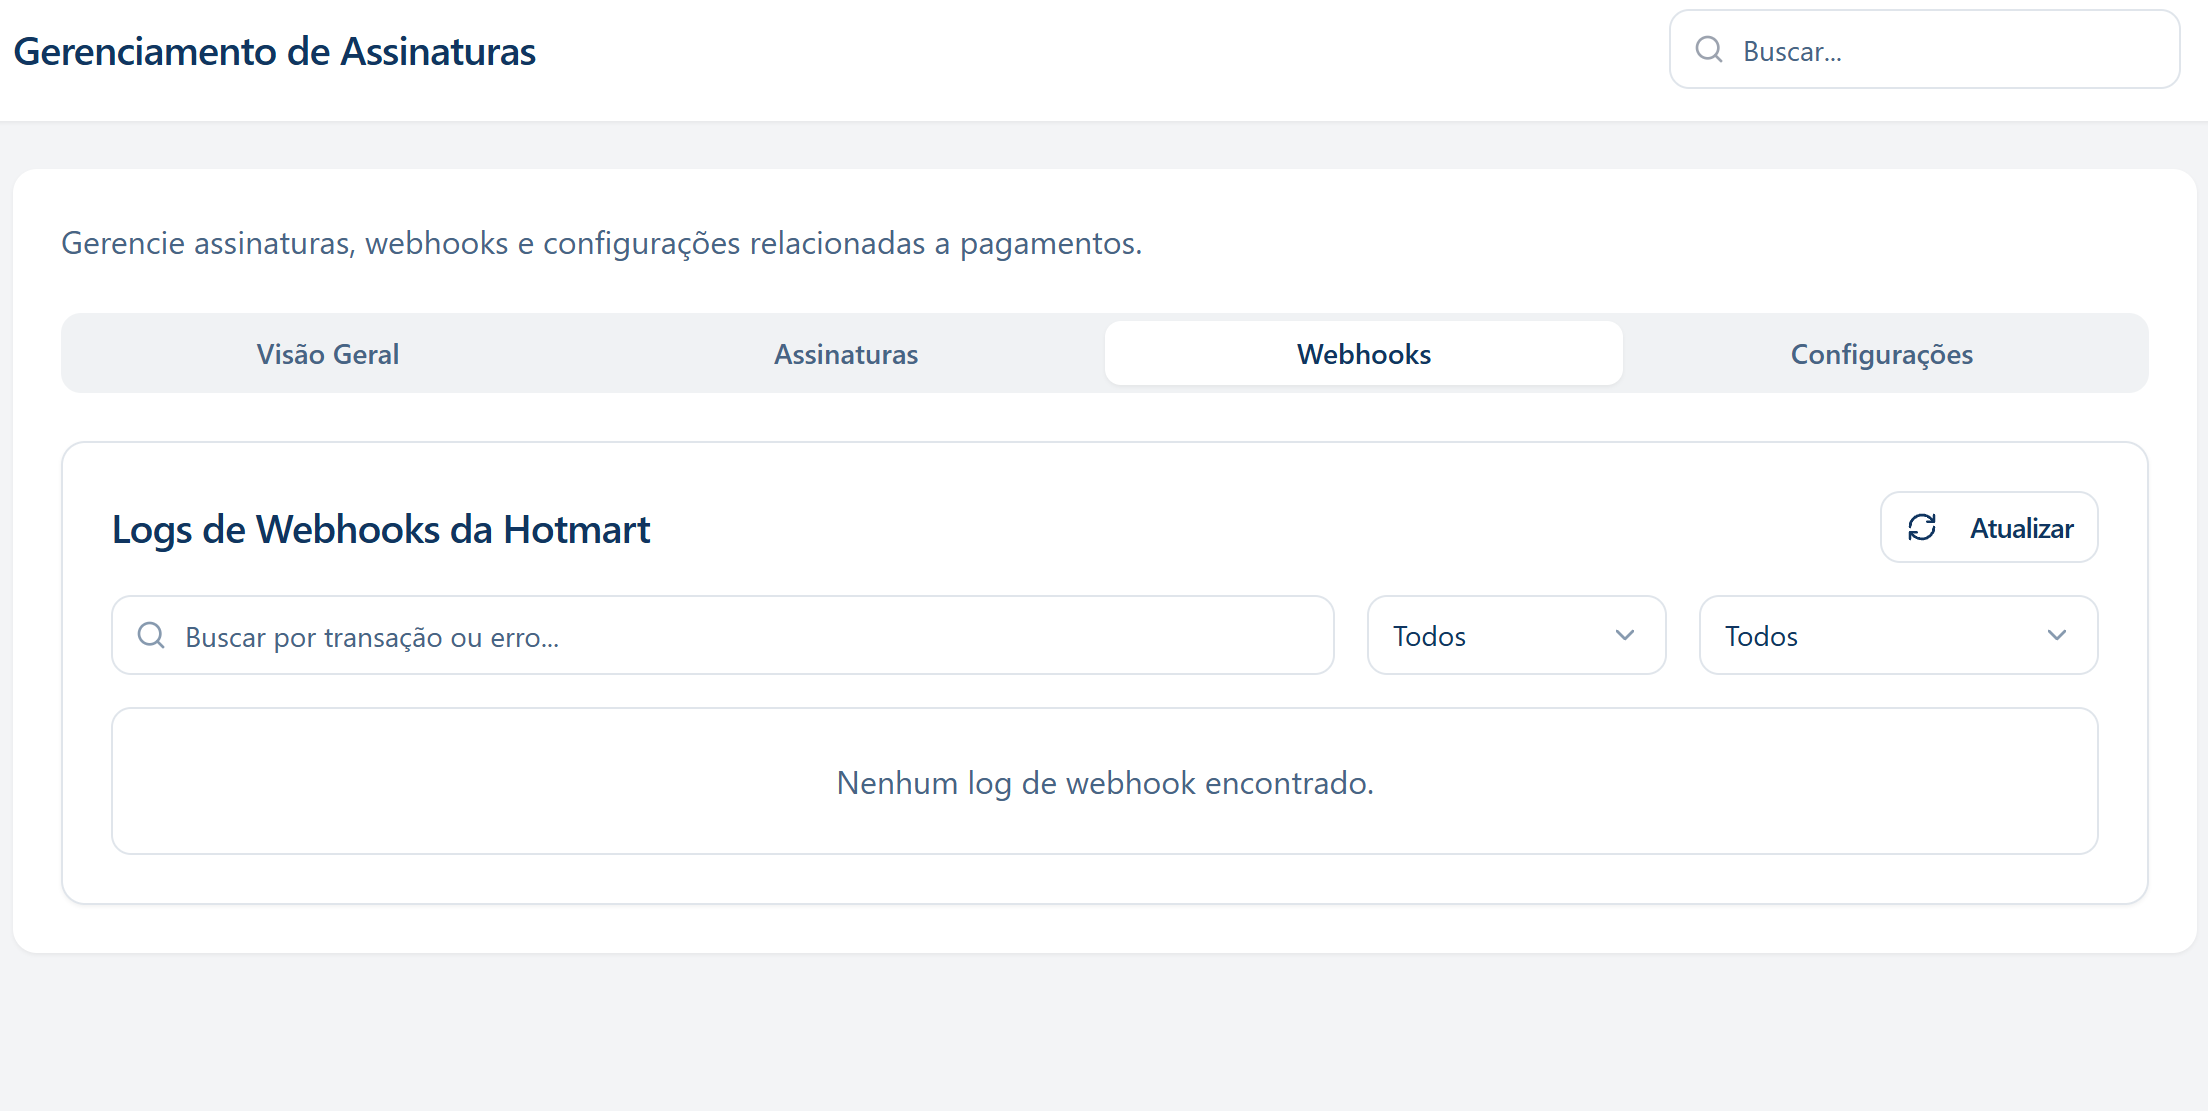 Gerenciamento de Assinaturas
Buscar...
Gerencie assinaturas, webhooks e configurações relacionadas a pagamentos.
Visão Geral
Assinaturas
Webhooks
Configurações
Logs de Webhooks da Hotmart
Atualizar
Buscar por transação ou erro...
Todos
Todos
Nenhum log de webhook encontrado.